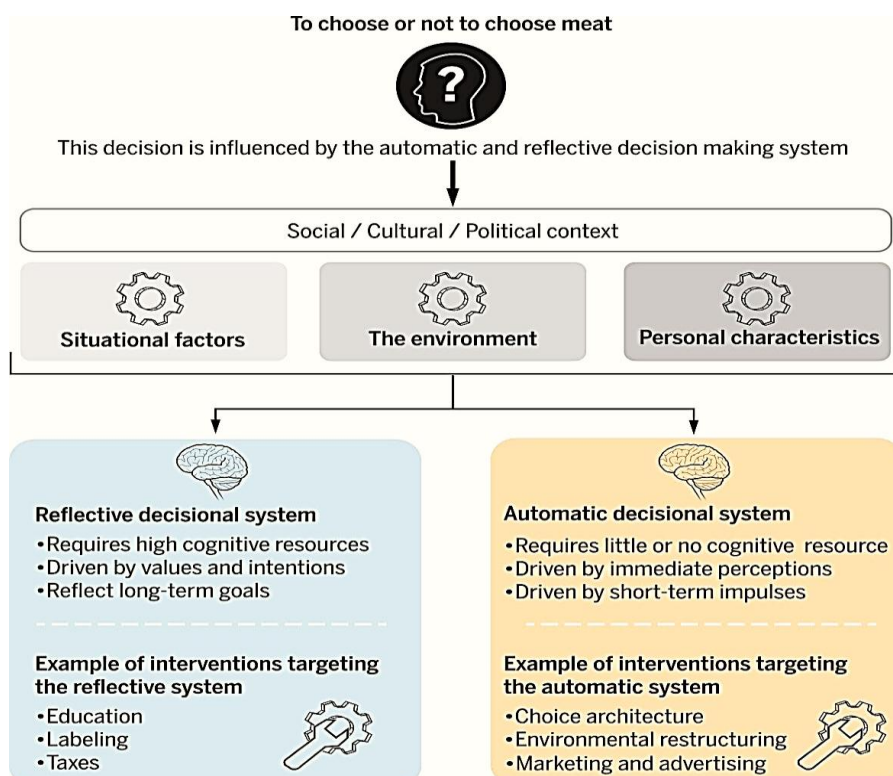 To choose or not to choose meat
?
This decision is influenced by the automatic and reflective decision making system
Social / Cultural / Political context
Situational factors
The environment
Personal characteristics
Reflective decisional system
•Requires high cognitive resources
•Driven by values and intentions
•Reflect long-term goals
Example of interventions targeting
the reflective system
•Education
•Labeling
•Taxes
Automatic decisional system
•Requires little or no cognitive resource
•Driven by immediate perceptions
•Driven by short-term impulses
Example of interventions targeting
the automatic system
•Choice architecture
•Environmental restructuring
•Marketing and advertising